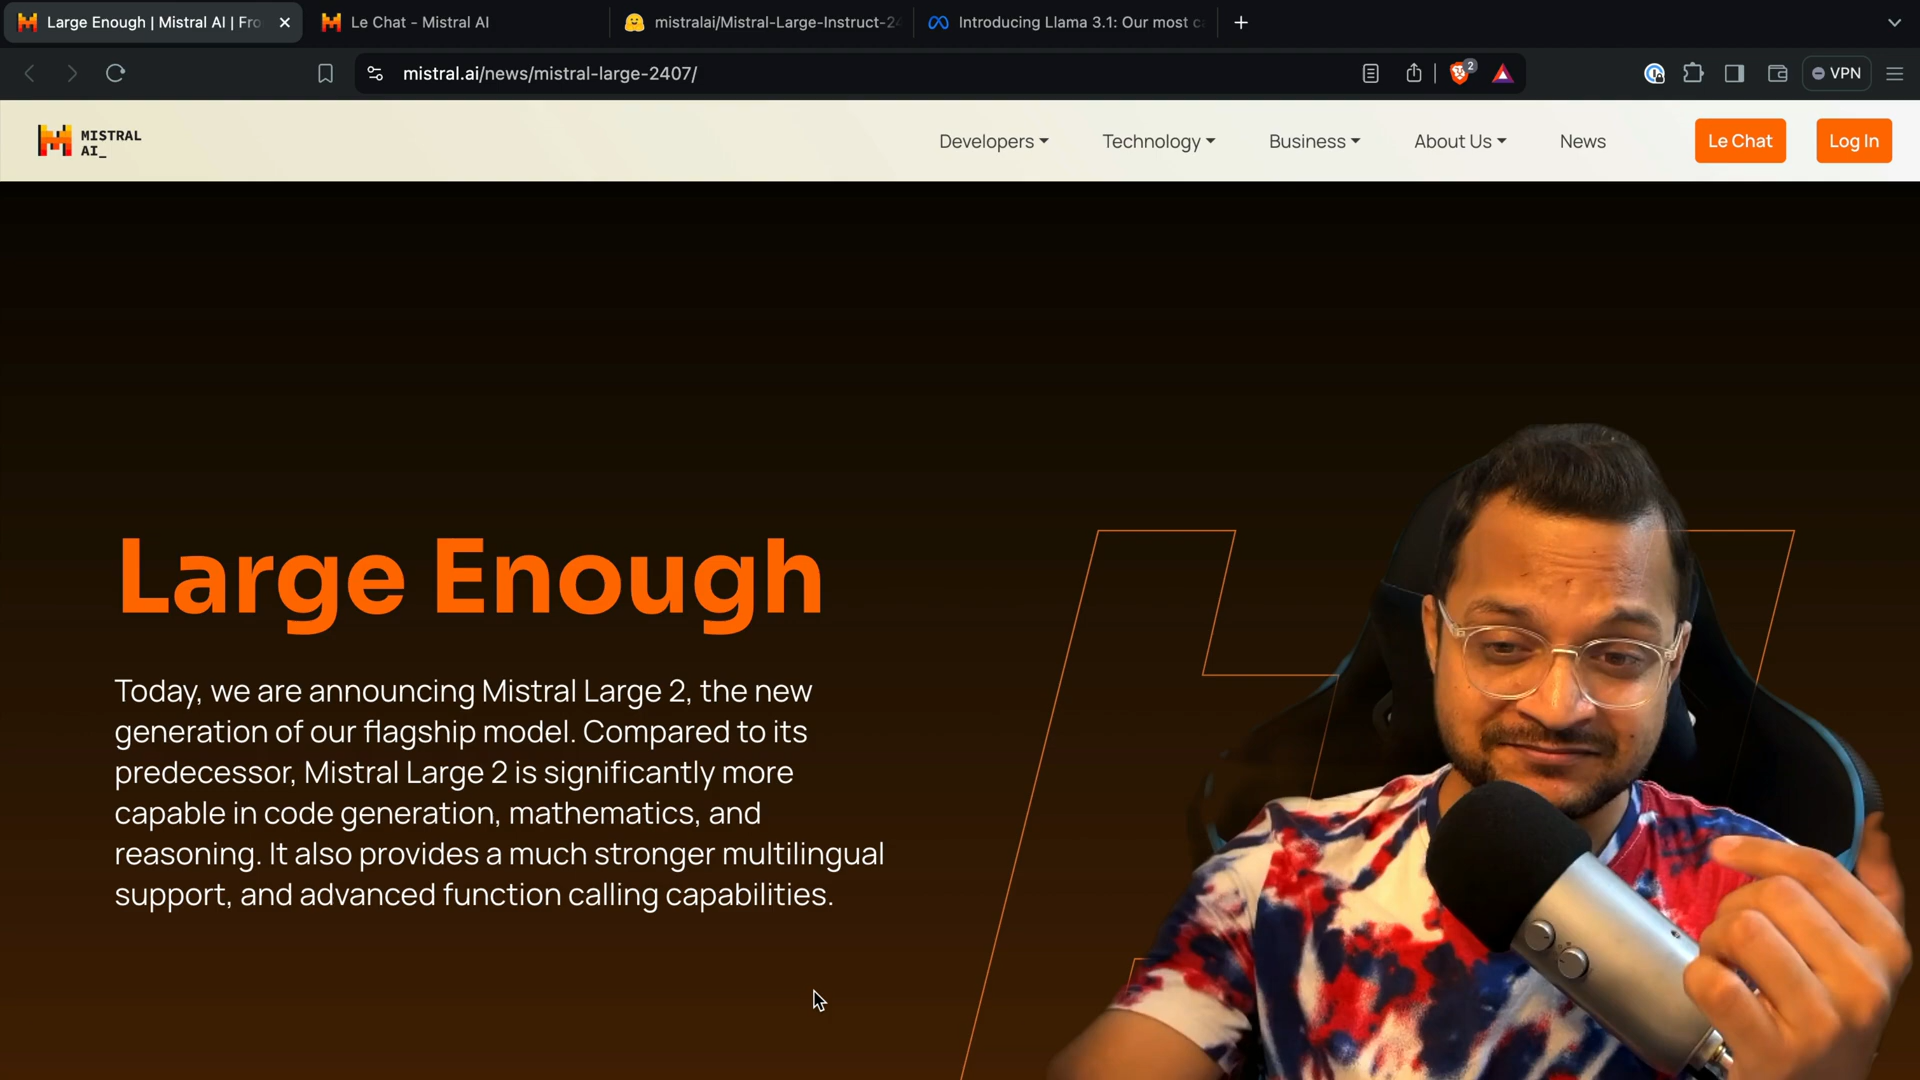 Large Enough | Mistral AI | Fro
Le Chat - Mistral AI
mistralai/Mistral-Large-Instruct-24
Introducing Llama 3.1: Our most ca
mistral.ai/news/mistral-large-2407/
2
VPN
MISTRAL
AI_
Developers
Technology
Business
About Us
News
Le Chat
Log In
Large Enough
Today, we are announcing Mistral Large 2, the new
generation of our flagship model. Compared to its
predecessor, Mistral Large 2 is significantly more
capable in code generation, mathematics, and
reasoning. It also provides a much stronger multilingual
support, and advanced function calling capabilities.